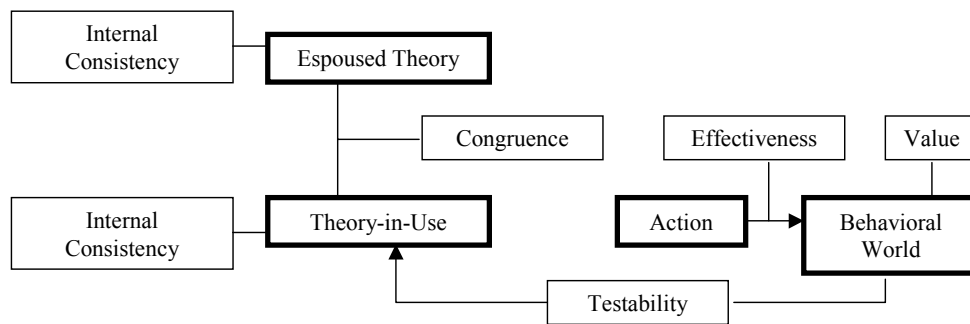 Internal
Consistency
Espoused Theory
Congruence
Effectiveness
Value
Internal
Consistency
Theory-in-Use
Action
Behavioral
World
Testability